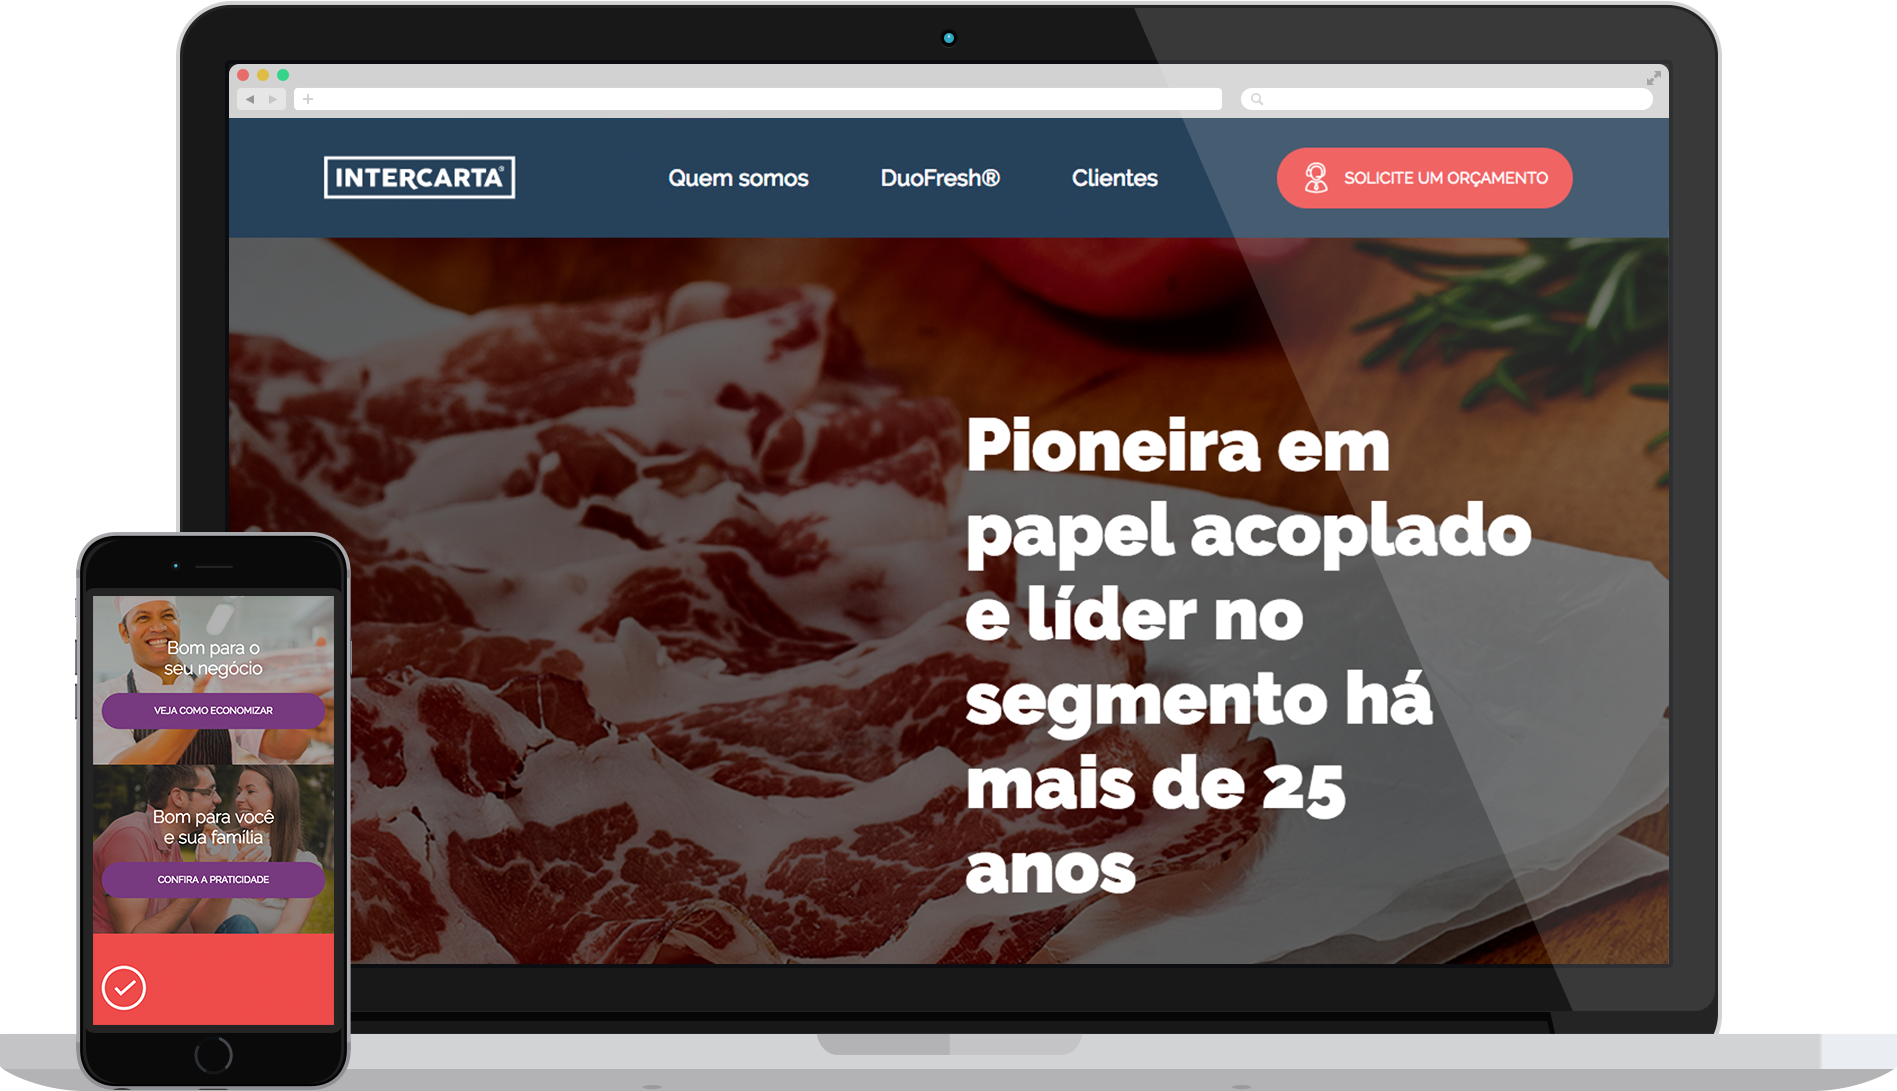 INTERCARTA®
Quem somos
DuoFresh®
Clientes
SOLICITE UM ORÇAMENTO
Pioneira em
papel acoplado
e líder no
segmento há
mais de 25
anos
Bom para o
seu negócio
VEJA COMO ECONOMIZAR
Bom para você
e sua família
CONFIRA A PRATICIDADE